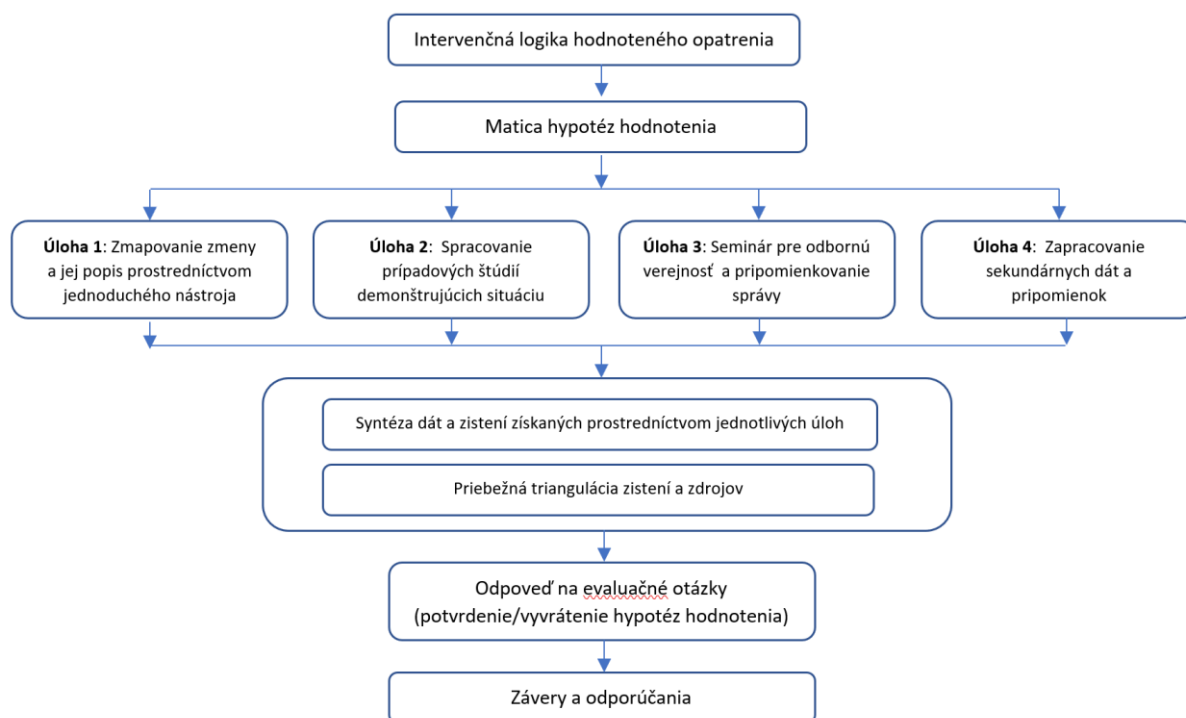 Intervenčná logika hodnoteného opatrenia
Matica hypotéz hodnotenia
Úloha 1: Zmapovanie zmeny
a jej popis prostredníctvom
jednoduchého nástroja
Úloha 2:  Spracovanie
prípadových štúdií
demonštrujúcich situáciu
Úloha 3: Seminár pre odbornú
verejnosť  a pripomienkovanie
správy
Úloha 4:  Zapracovanie
sekundárnych dát a
pripomienok
Syntéza dát a zistení získaných prostredníctvom jednotlivých úloh
Priebežná triangulácia zistení a zdrojov
Odpoveď na evaluačné otázky
(potvrdenie/vyvrátenie hypotéz hodnotenia)
Závery a odporúčania